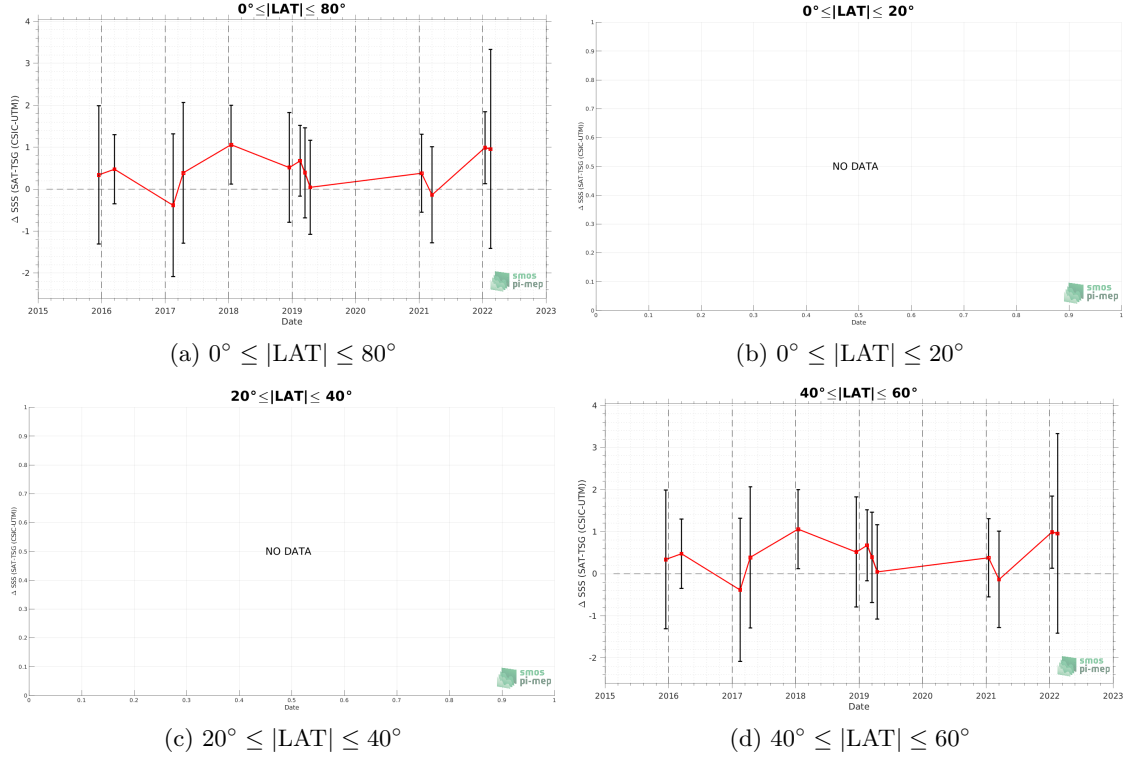 0°≤|LAT|≤ 80°
4
3
2
1
0
-1
-2
Δ SSS (SAT-TSG (CSIC-UTM))
2015 2016 2017 2018 2019 2020 2021 2022 2023
Date
smos
pi-mep
(a) 0° ≤ |LAT| ≤ 80°
0°≤|LAT|≤ 20°
1
0.9
0.8
0.7
0.6
0.5
0.4
0.3
0.2
0.1
0
Δ SSS (SAT-TSG (CSIC-UTM))
NO DATA
0 0.1 0.2 0.3 0.4 0.5 0.6 0.7 0.8 0.9 1
Date
smos
pi-mep
(b) 0° ≤ |LAT| ≤ 20°
20°≤|LAT|≤ 40°
1
0.9
0.8
0.7
0.6
0.5
0.4
0.3
0.2
0.1
0
Δ SSS (SAT-TSG (CSIC-UTM))
NO DATA
0 0.1 0.2 0.3 0.4 0.5 0.6 0.7 0.8 0.9 1
Date
smos
pi-mep
(c) 20° ≤ |LAT| ≤ 40°
40°≤|LAT|≤ 60°
4
3
2
1
0
-1
-2
Δ SSS (SAT-TSG (CSIC-UTM))
2015 2016 2017 2018 2019 2020 2021 2022 2023
Date
smos
pi-mep
(d) 40° ≤ |LAT| ≤ 60°